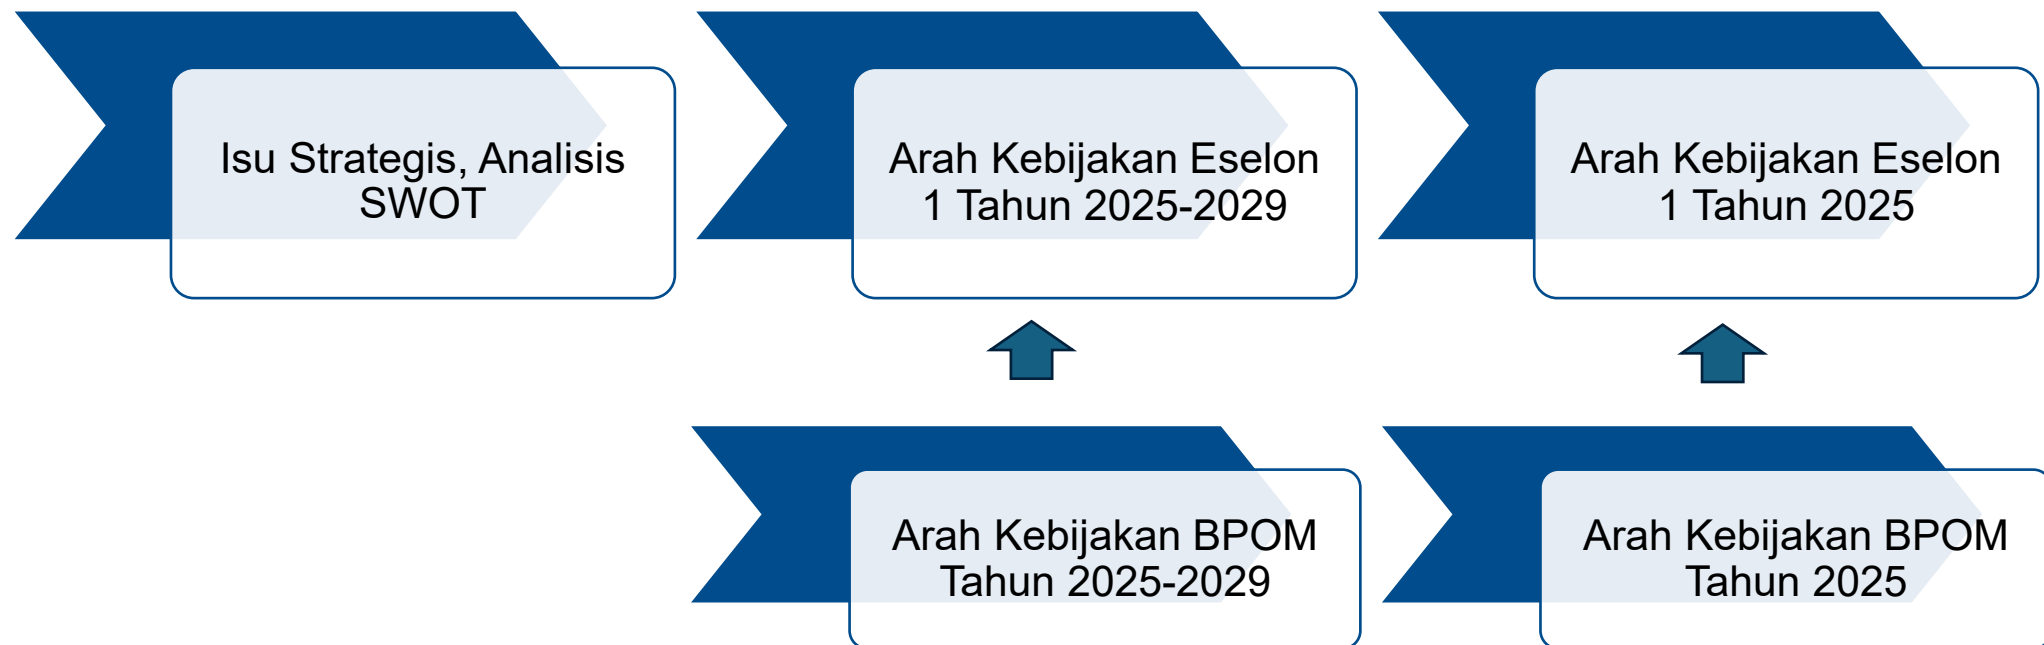 Isu Strategis, Analisis
SWOT
Arah Kebijakan Eselon
1 Tahun 2025-2029
Arah Kebijakan Eselon
1 Tahun 2025
Arah Kebijakan BPOM
Tahun 2025-2029
Arah Kebijakan BPOM
Tahun 2025